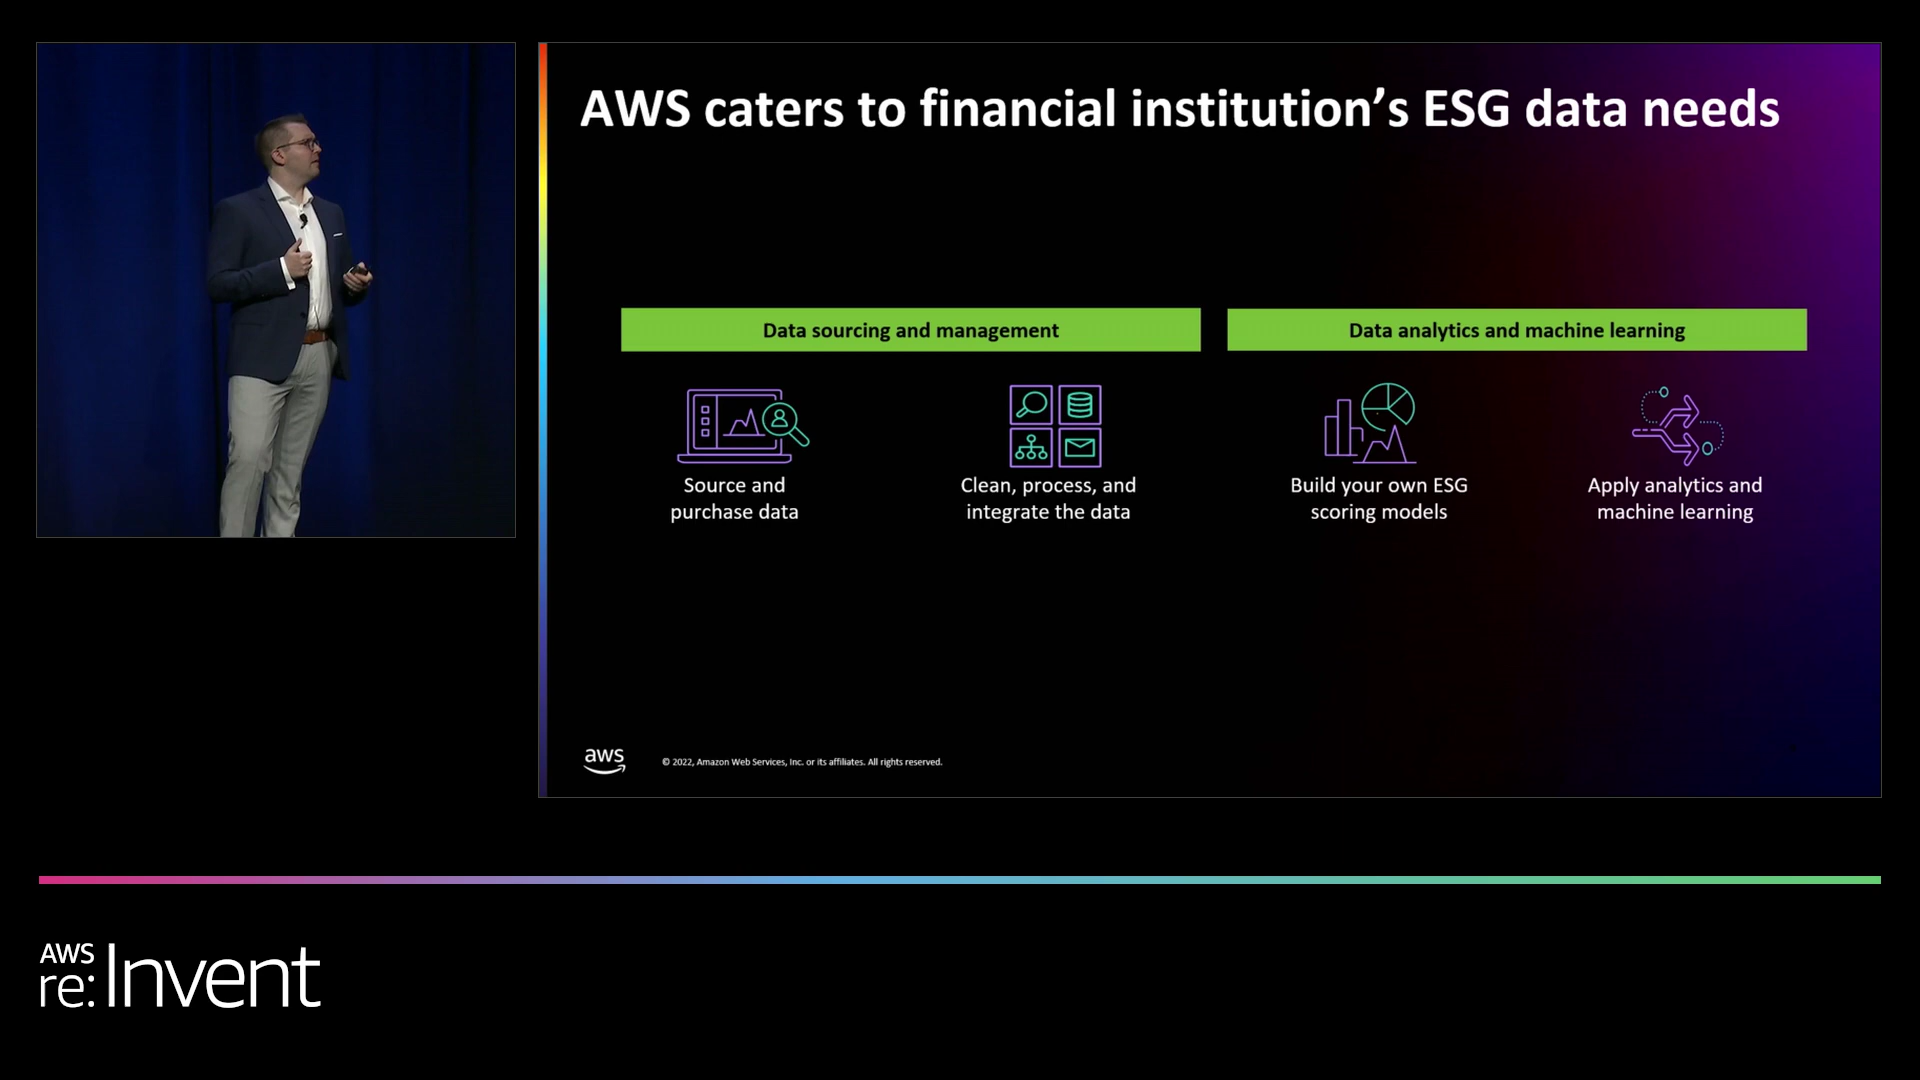 AWS caters to financial institution’s ESG data needs
Data sourcing and management
Data analytics and machine learning
Source and
purchase data
Clean, process, and
integrate the data
Build your own ESG
scoring models
Apply analytics and
machine learning
aws
© 2022, Amazon Web Services, Inc. or its affiliates. All rights reserved.
AWS
re:Invent